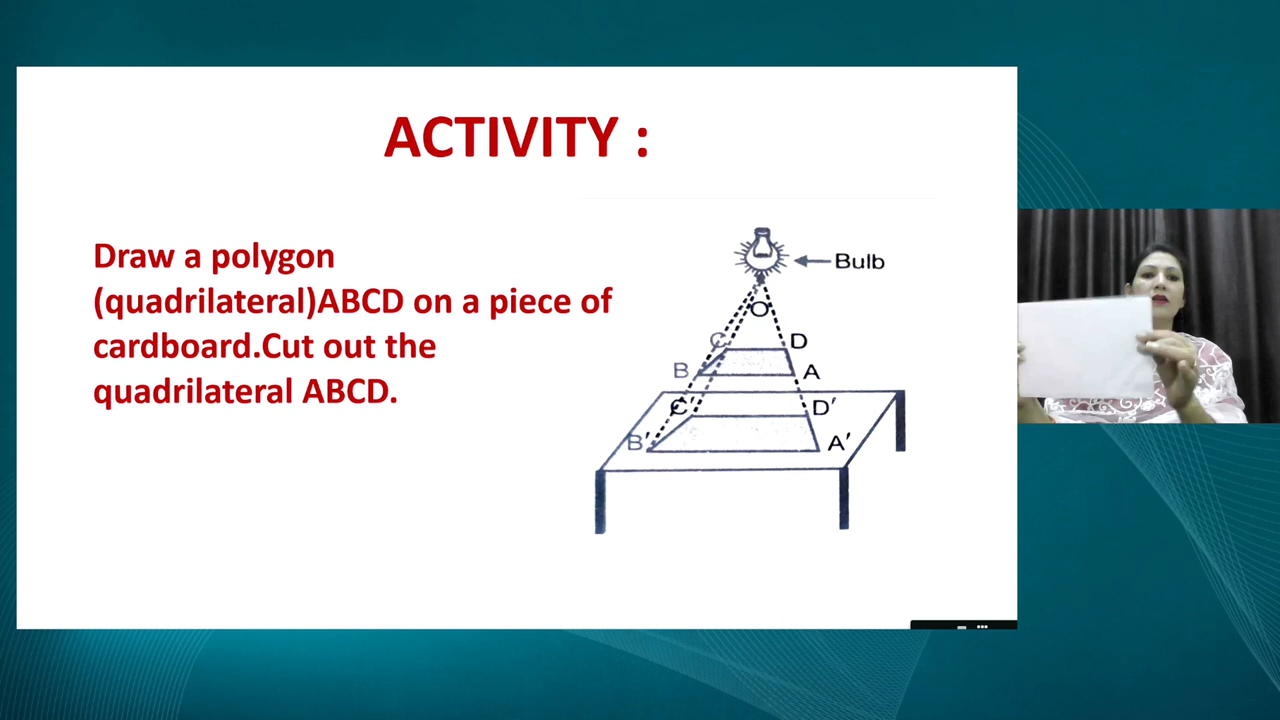 ACTIVITY :
Draw a polygon
(quadrilateral)ABCD on a piece of
cardboard.Cut out the
quadrilateral ABCD.
Bulb
O
C D
B A
C' D'
B' A'